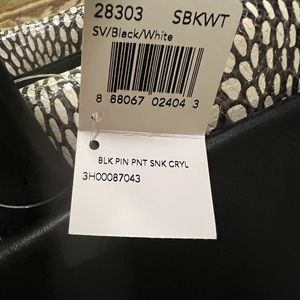 28303 SBKWT
SV/Black/White
8 88067 02404 3
BLK PIN PNT SNK CRYL
3H00087043